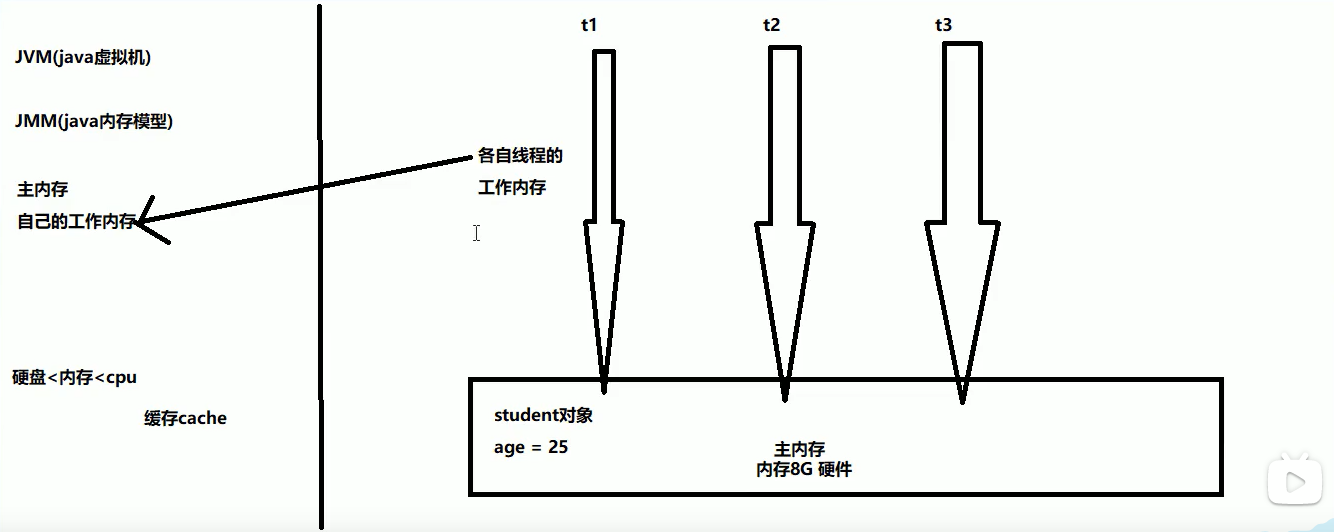 JVM(java虚拟机)
JMM(java内存模型)
主内存
自己的工作内存
硬盘<内存<cpu
缓存cache
t1
t2
t3
各自线程的
工作内存
student对象
age = 25
主内存
内存8G 硬件